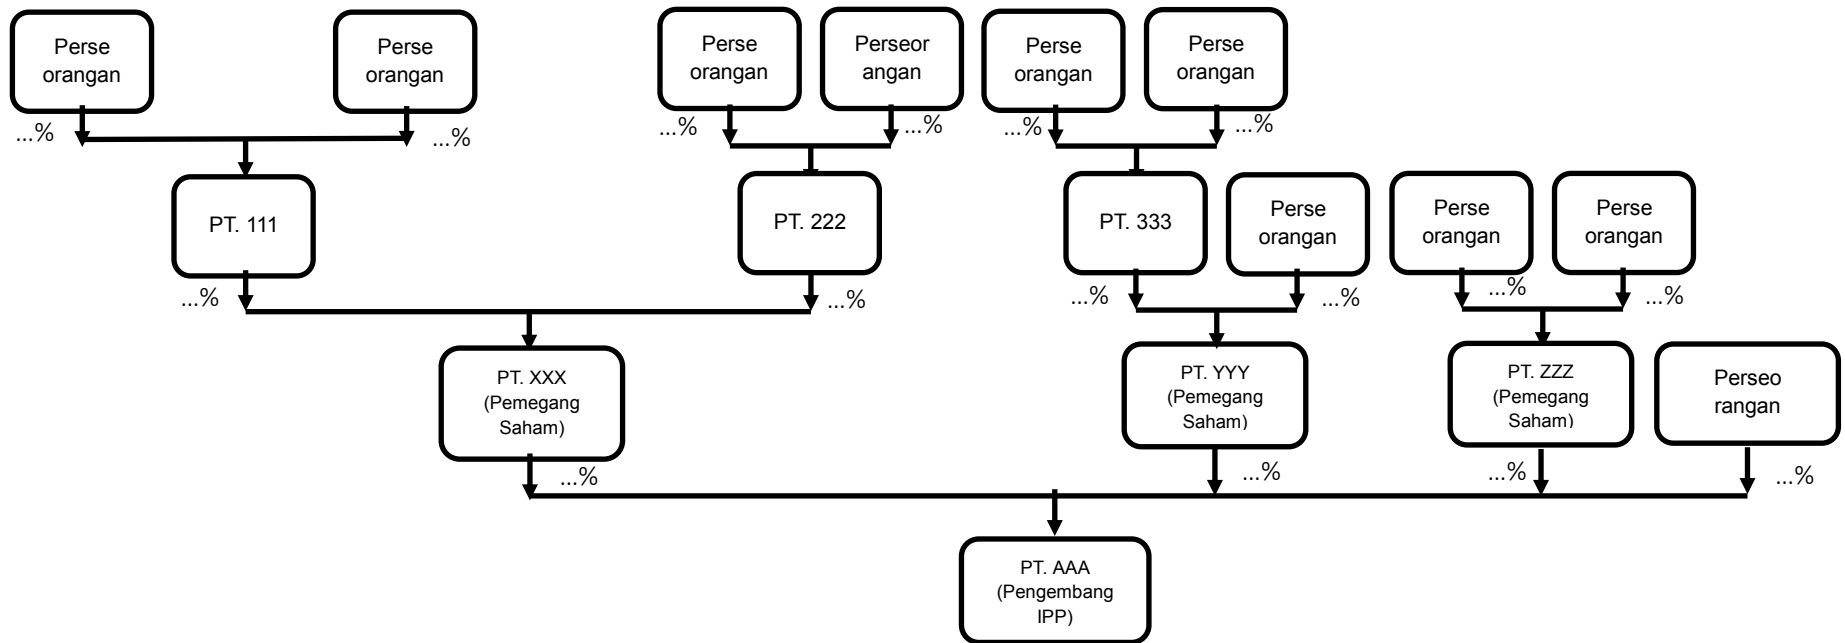 Perse
orangan
Perse
orangan
Perse
orangan
Perseor
angan
Perse
orangan
Perse
orangan
...%
...%
...%
...%
...%
...%
PT. 111
PT. 222
PT. 333
Perse
orangan
Perse
orangan
Perse
orangan
...%
...%
...%
...%
...%
...%
PT. XXX
(Pemegang
Saham)
PT. YYY
(Pemegang
Saham)
PT. ZZZ
(Pemegang
Saham)
Perseo
rangan
...%
...%
...%
...%
PT. AAA
(Pengembang
IPP)